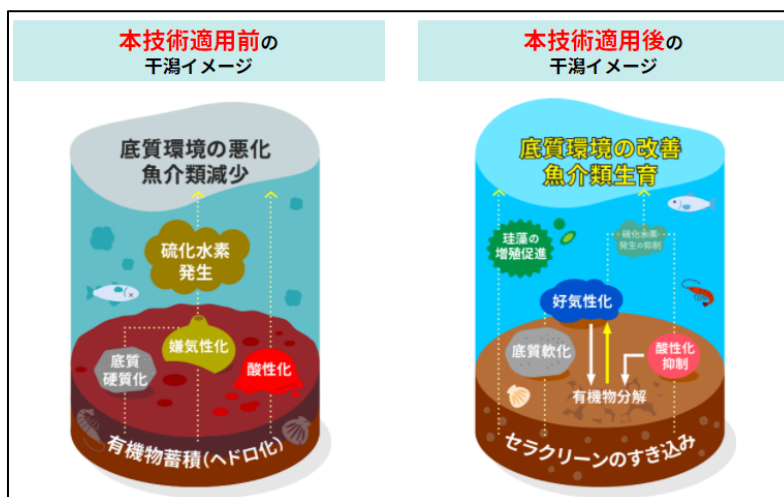 本技術適用前の
干潟イメージ
底質環境の悪化
魚介類減少
硫化水素
発生
嫌気性化
底質
硬質化
酸性化
有機物蓄積(ヘドロ化)
本技術適用後の
干潟イメージ
底質環境の改善
魚介類生育
珪藻の
増殖促進
硫化水素
発生の抑制
好気性化
底質軟化
酸性化
抑制
有機物分解
セラクリーンのすき込み